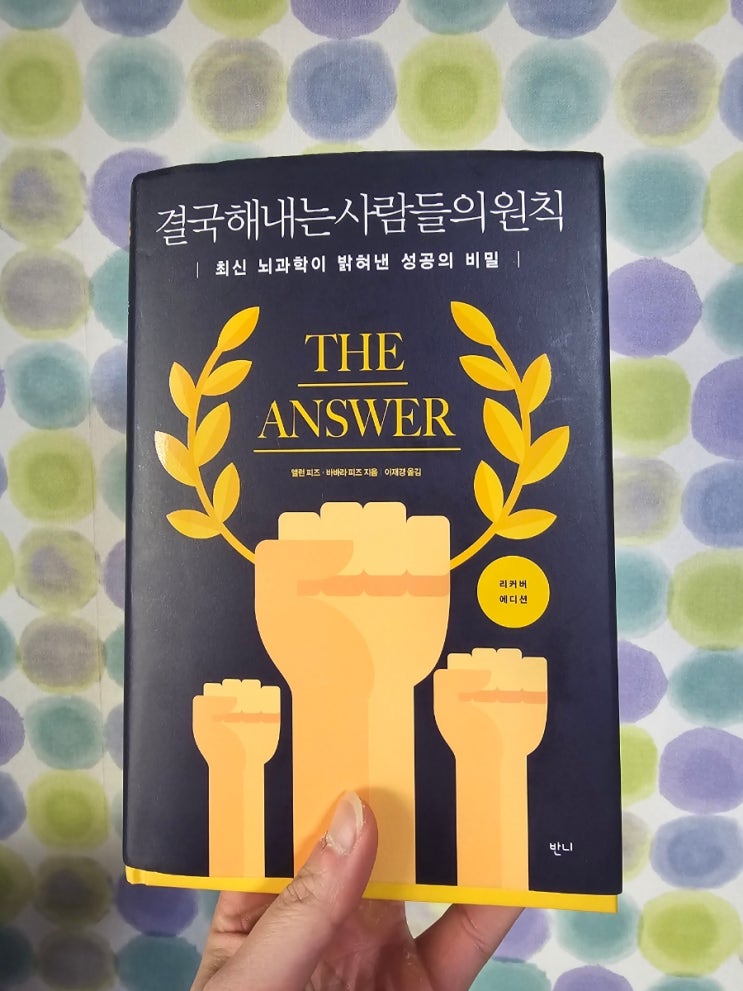 결국해내는사람들의원칙
| 최신 뇌과학이 밝혀낸 성공의 비밀 |
THE
ANSWER
앨런 피즈 · 바바라 피즈 지음 | 이재경 옮김
리커버
에디션
반니